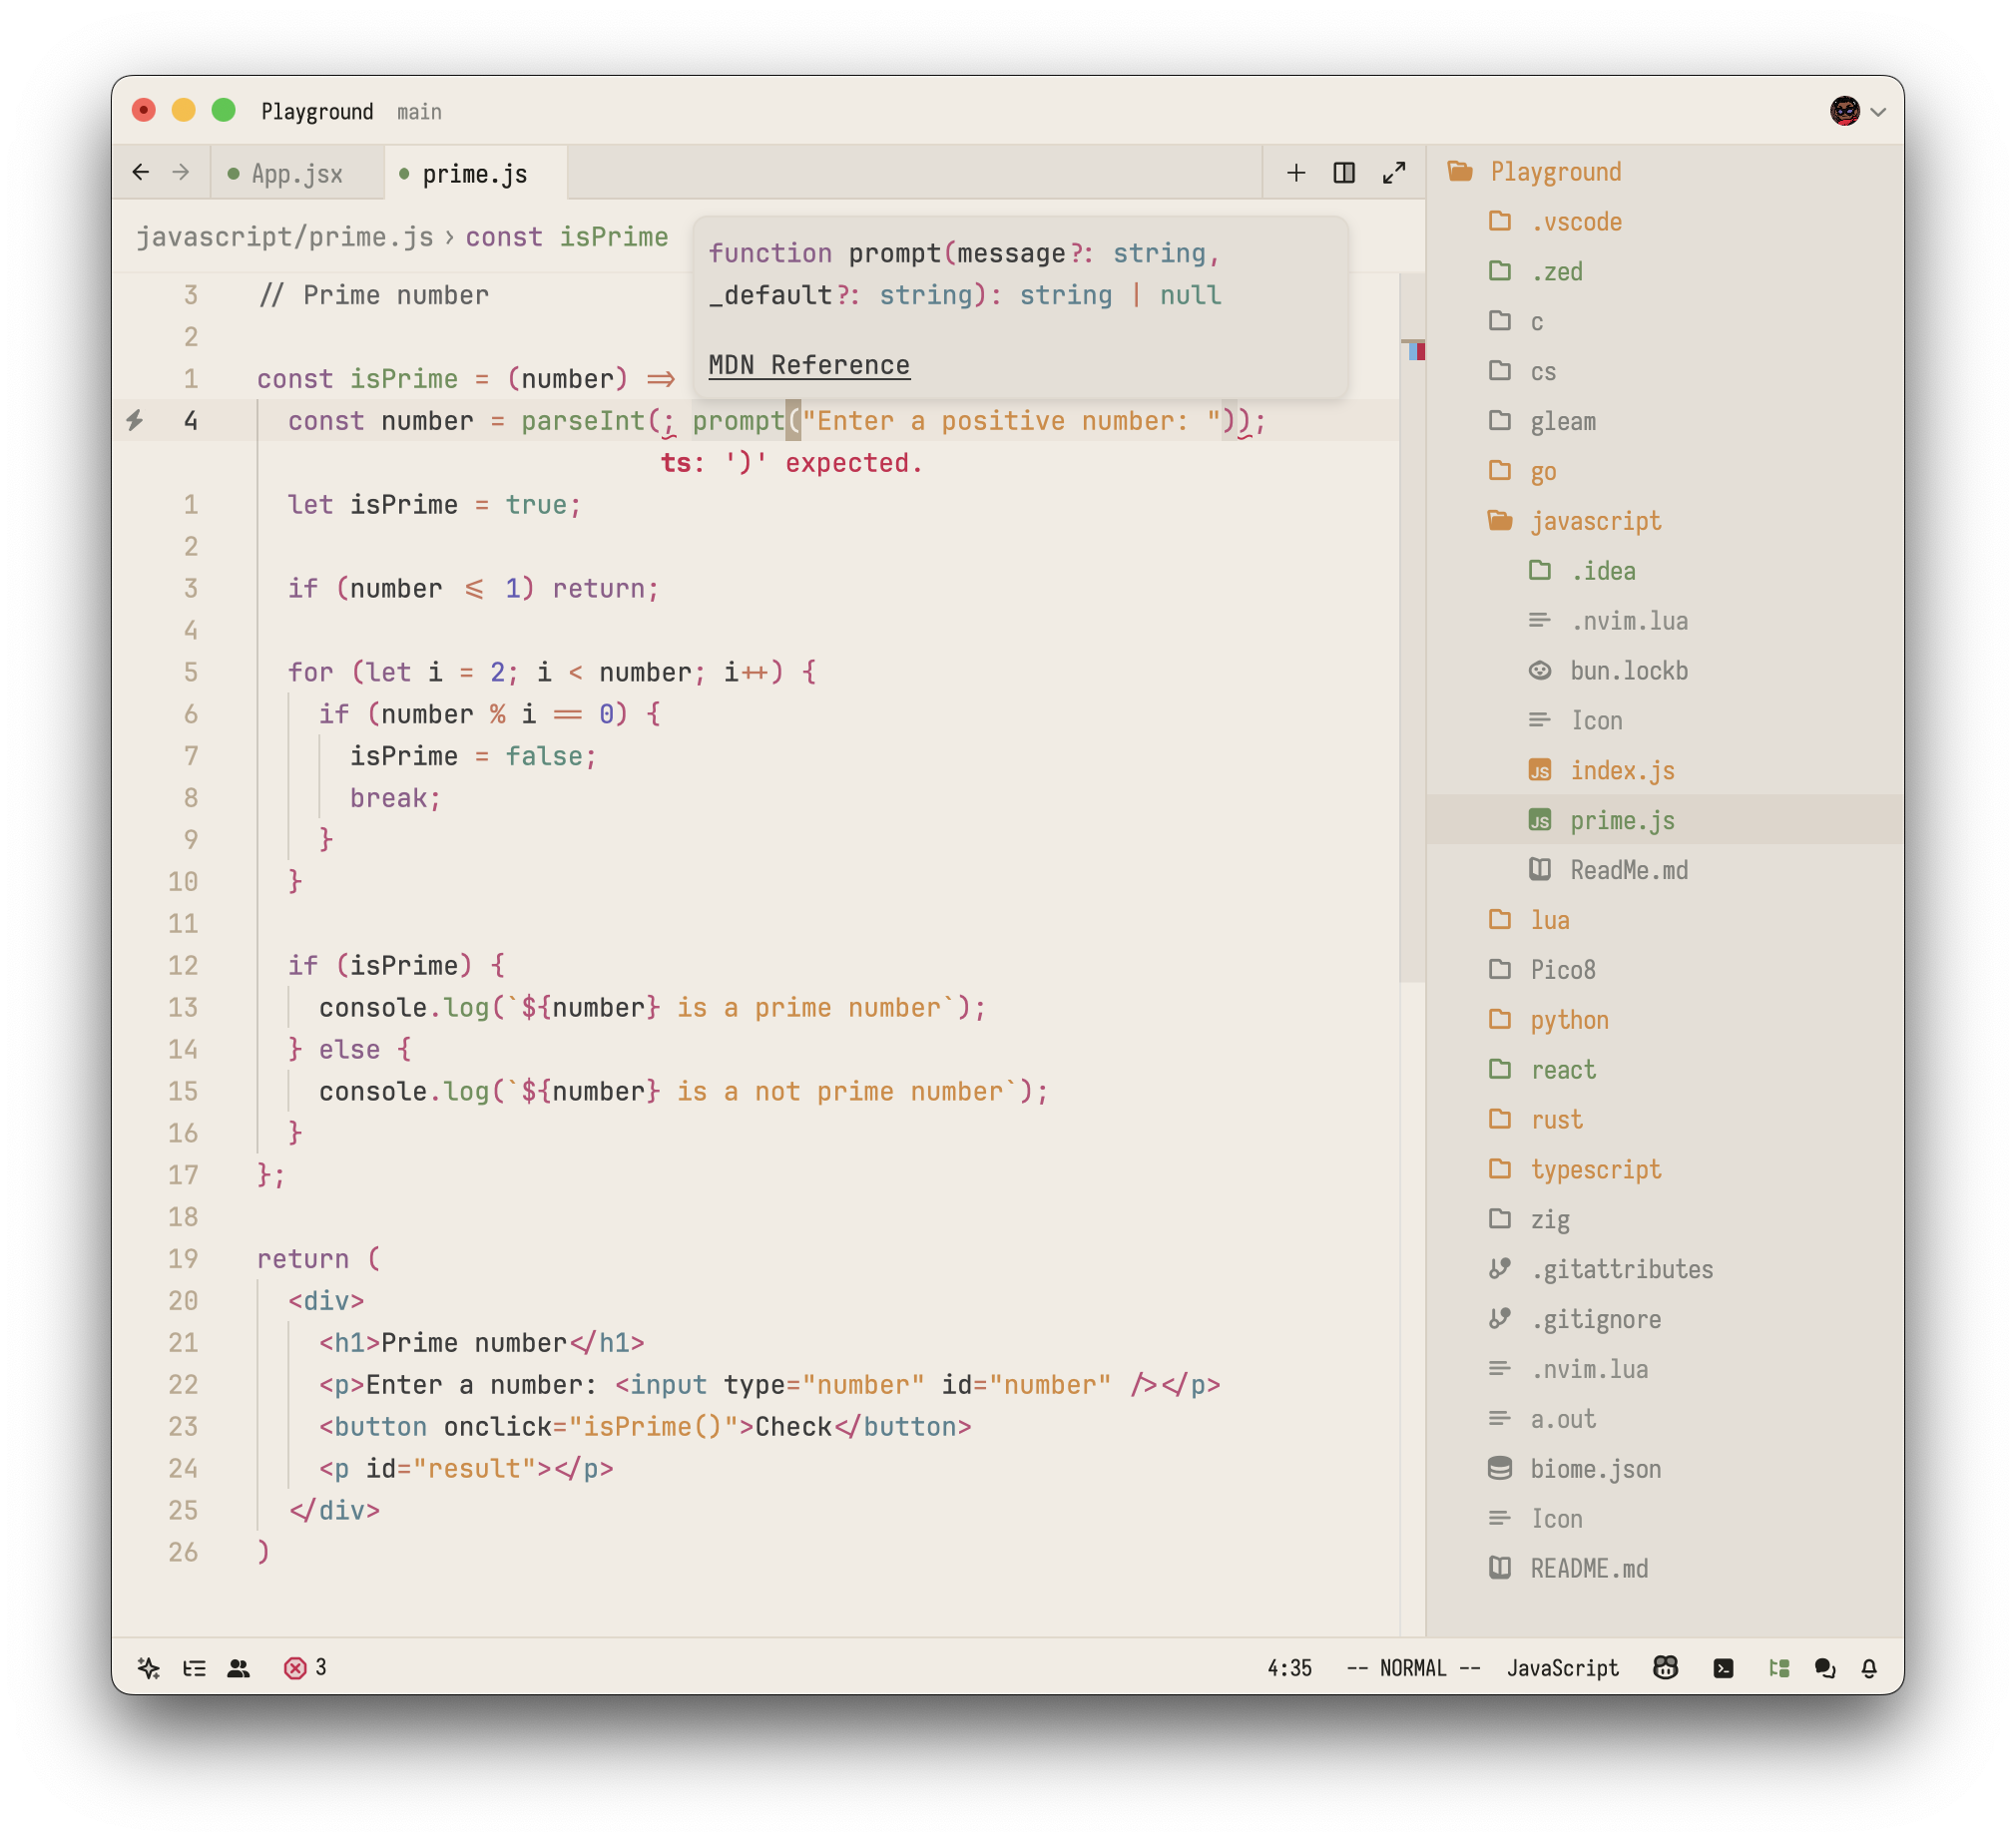 Playground main
App.jsx
prime.js
javascript/prime.js › const isPrime
function prompt(message?: string,
_default?: string): string | null
MDN Reference
3 // Prime number
2
1 const isPrime = (number) =>
4 const number = parseInt(; prompt("Enter a positive number: "));
ts: ')' expected.
1 let isPrime = true;
2
3 if (number <= 1) return;
4
5 for (let i = 2; i < number; i++) {
6 if (number % i == 0) {
7 isPrime = false;
8 break;
9 }
10 }
11
12 if (isPrime) {
13 console.log(`${number} is a prime number`);
14 } else {
15 console.log(`${number} is a not prime number`);
16 }
17 };
18
19 return (
20 <div>
21 <h1>Prime number</h1>
22 <p>Enter a number: <input type="number" id="number" /></p>
23 <button onclick="isPrime()">Check</button>
24 <p id="result"></p>
25 </div>
26 )
Playground
.vscode
.zed
c
cs
gleam
go
javascript
.idea
.nvim.lua
bun.lockb
Icon
JS index.js
JS prime.js
ReadMe.md
lua
Pico8
python
react
rust
typescript
zig
.gitattributes
.gitignore
.nvim.lua
a.out
biome.json
Icon
README.md
3
4:35 -- NORMAL -- JavaScript